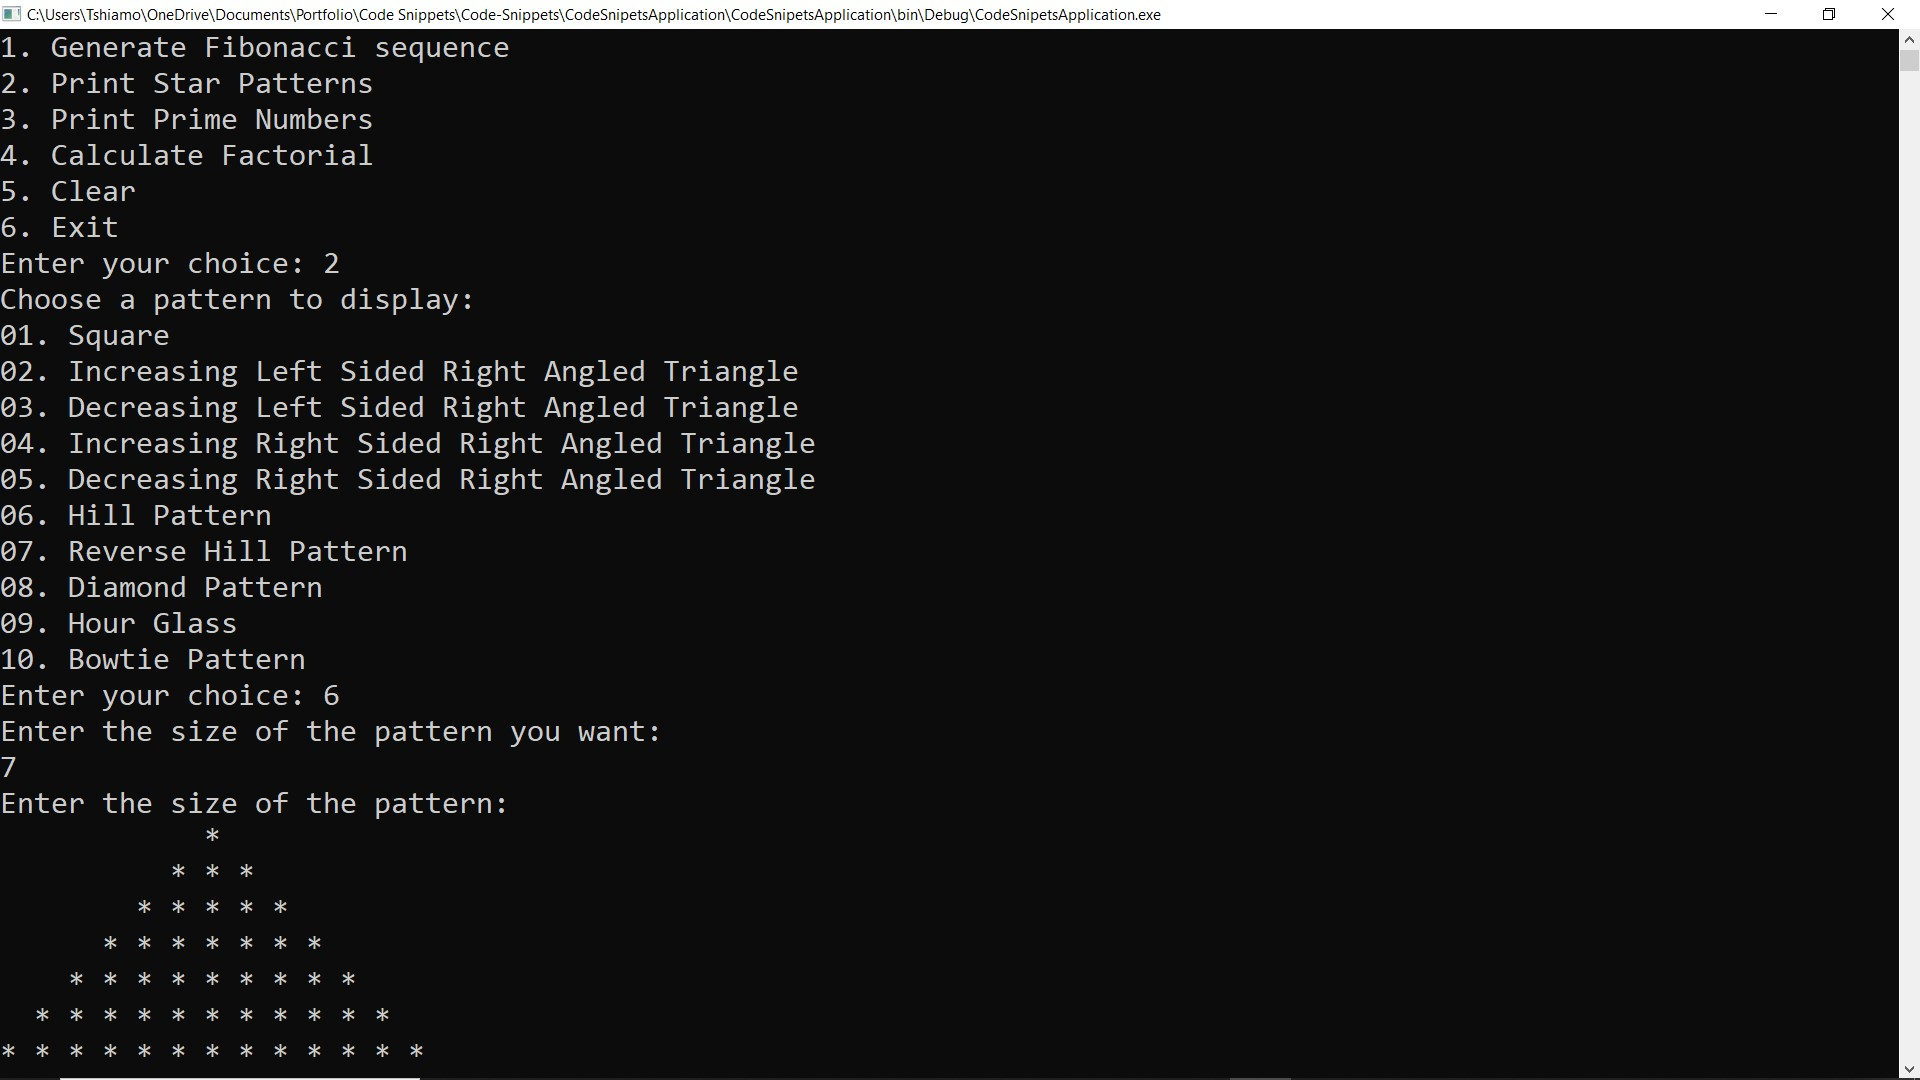 C:\Users\Tshiamo\OneDrive\Documents\Portfolio\Code Snippets\Code-Snippets\CodeSnipetsApplication\CodeSnipetsApplication\bin\Debug\CodeSnipetsApplication.exe
1. Generate Fibonacci sequence
2. Print Star Patterns
3. Print Prime Numbers
4. Calculate Factorial
5. Clear
6. Exit
Enter your choice: 2
Choose a pattern to display:
01. Square
02. Increasing Left Sided Right Angled Triangle
03. Decreasing Left Sided Right Angled Triangle
04. Increasing Right Sided Right Angled Triangle
05. Decreasing Right Sided Right Angled Triangle
06. Hill Pattern
07. Reverse Hill Pattern
08. Diamond Pattern
09. Hour Glass
10. Bowtie Pattern
Enter your choice: 6
Enter the size of the pattern you want:
7
Enter the size of the pattern:
            *
          * * *
        * * * * *
      * * * * * * *
    * * * * * * * * *
  * * * * * * * * * * *
* * * * * * * * * * * * *